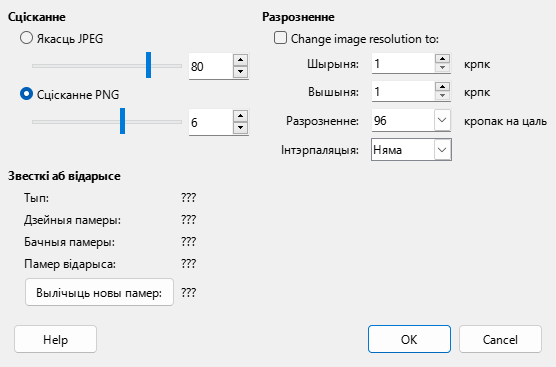 Сцісканне
Якасць JPEG
80
Сцісканне PNG
6
Разрозненне
Change image resolution to:
Шырыня: 1 крпк
Вышыня: 1 крпк
Разрозненне: 96 кропак на цаль
Інтэрпаляцыя: Няма
Звесткі аб відарысе
Тып: ???
Дзейныя памеры: ???
Бачныя памеры: ???
Памер відарыса: ???
Вылічыць новы памер: ???
Help
OK
Cancel